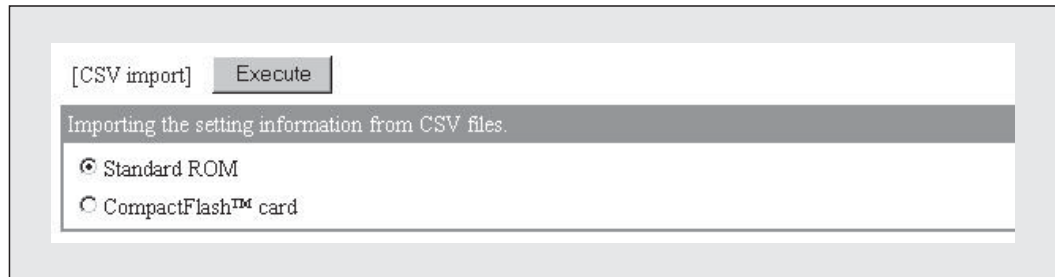 [CSV import] Execute
Importing the setting information from CSV files.
Standard ROM
CompactFlash™ card